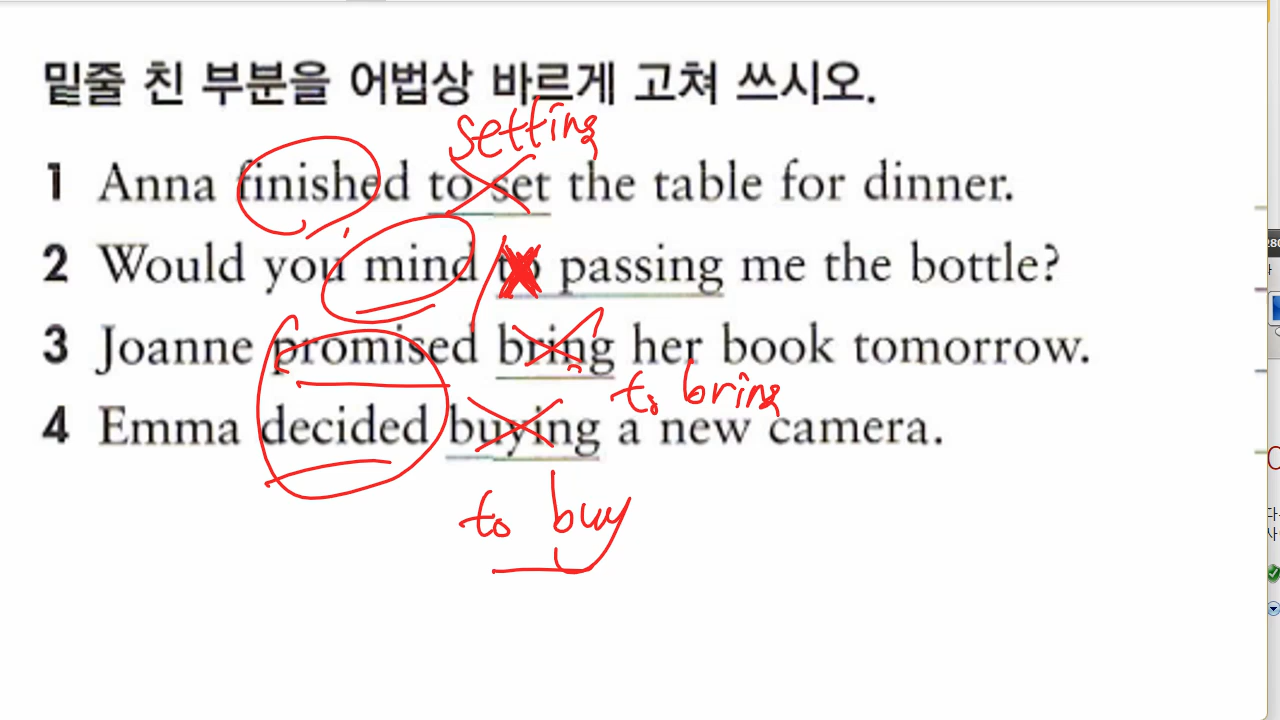 밑줄 친 부분을 어법상 바르게 고쳐 쓰시오.
setting
1 Anna finished to set the table for dinner.
2 Would you mind to passing me the bottle?
3 Joanne promised bring her book tomorrow.
to bring
4 Emma decided buying a new camera.
to buy